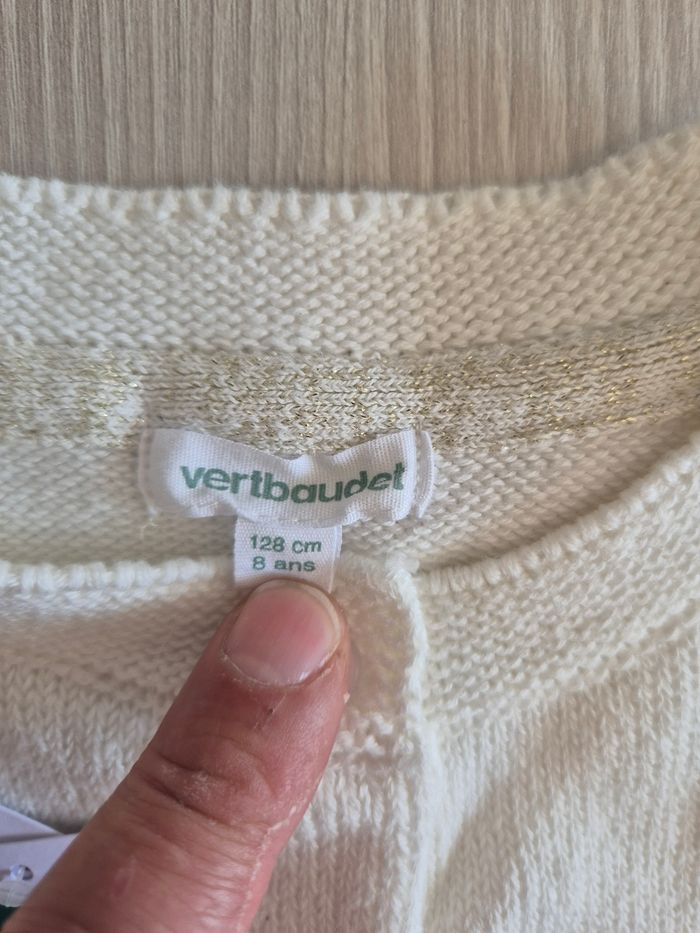 vertbaudet
128 cm
8 ans